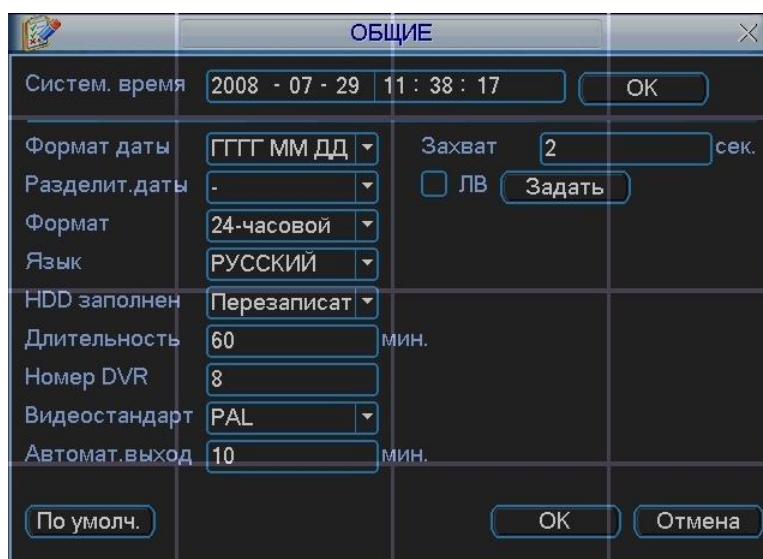 ОБЩИЕ
Систем. время 2008 - 07 - 29 11 : 38 : 17 OK
Формат даты ГГГГ ММ ДД Захват 2 сек.
Разделит.даты - ЛВ Задать
Формат 24-часовой
Язык РУССКИЙ
HDD заполнен Перезаписат
Длительность 60 мин.
Номер DVR 8
Видеостандарт PAL
Автомат.выход 10 мин.
По умолч. OK Отмена